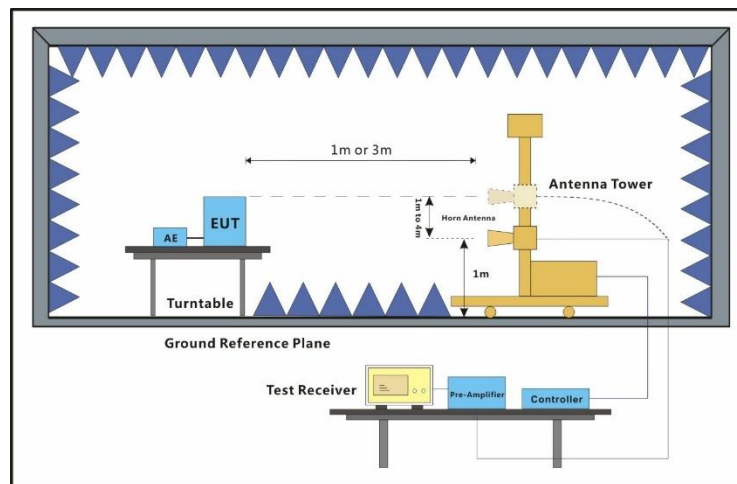 1m or 3m
Antenna Tower
1m to 4m
Horn Antenna
EUT
AE
1m
Turntable
Ground Reference Plane
Test Receiver
Pre-Amplifier
Controller